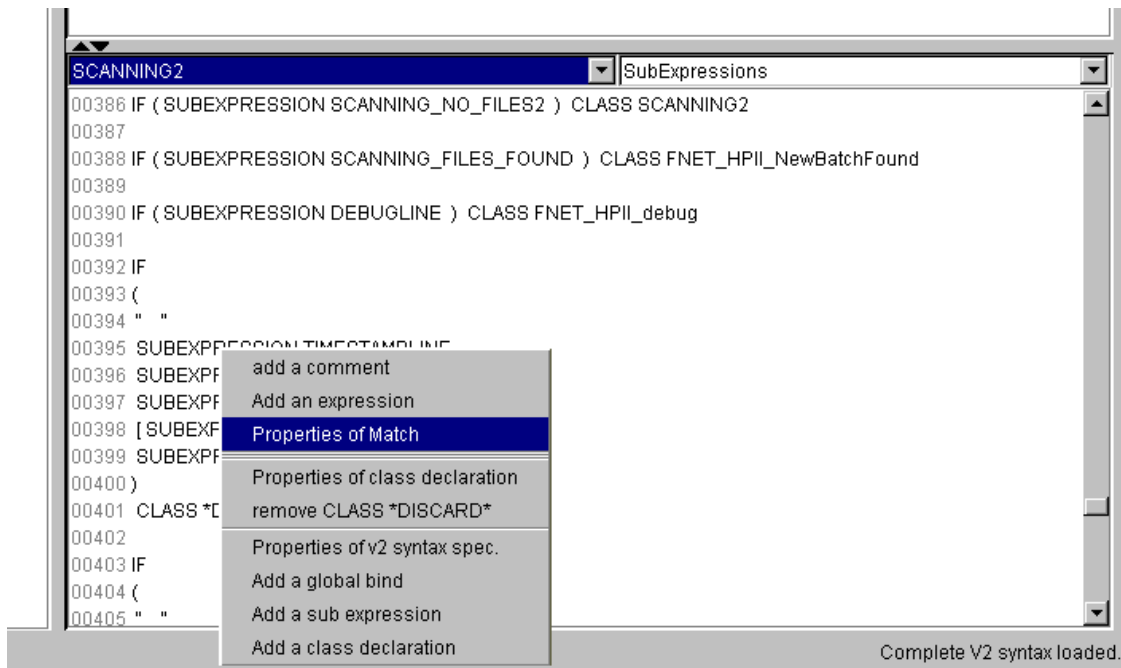 SCANNING2 SubExpressions
00386 IF ( SUBEXPRESSION SCANNING_NO_FILES2 ) CLASS SCANNING2
00387
00388 IF ( SUBEXPRESSION SCANNING_FILES_FOUND ) CLASS FNET_HPII_NewBatchFound
00389
00390 IF ( SUBEXPRESSION DEBUGLINE ) CLASS FNET_HPII_debug
00391
00392 IF
00393 (
00394 " "
00395 SUBEXPRESSION TIMESTAMPLINE
00396 SUBEXPR
00397 SUBEXPR
00398 [ SUBEXP
00399 SUBEXPR
00400 )
00401 CLASS *D
00402
00403 IF
00404 (
00405 " "
add a comment
Add an expression
Properties of Match
Properties of class declaration
remove CLASS *DISCARD*
Properties of v2 syntax spec.
Add a global bind
Add a sub expression
Add a class declaration
Complete V2 syntax loaded.